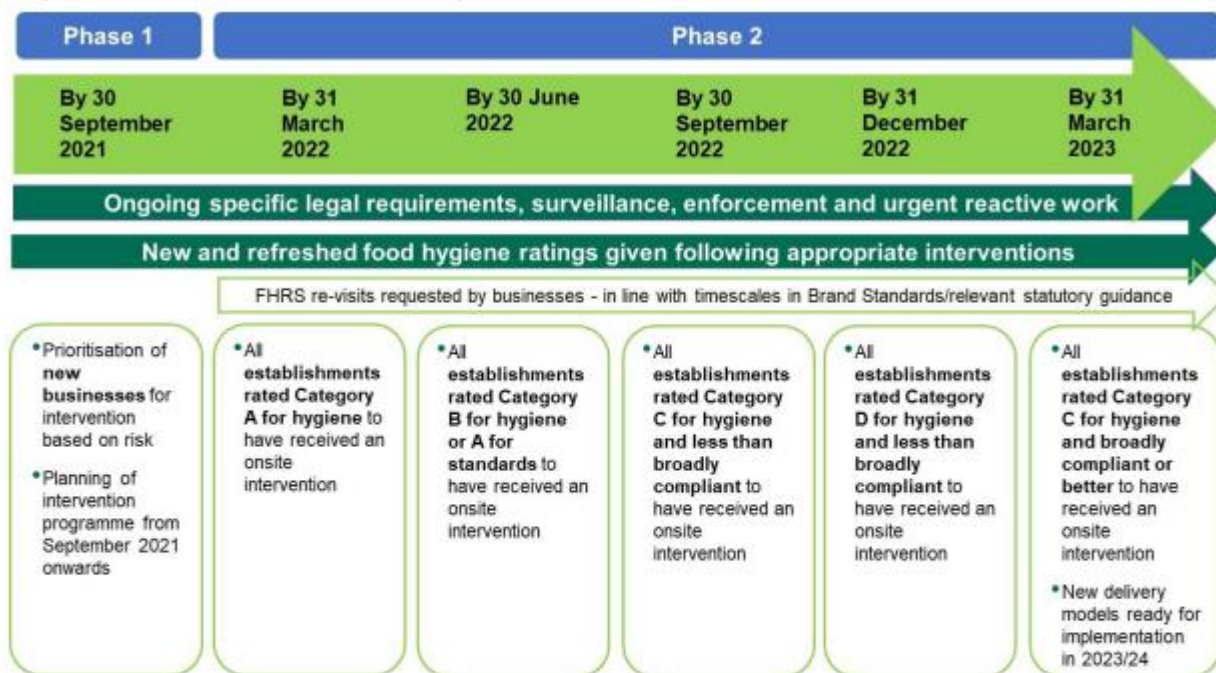 Phase 1
Phase 2
By 30
September
2021
By 31
March
2022
By 30 June
2022
By 30
September
2022
By 31
December
2022
By 31
March
2023
Ongoing specific legal requirements, surveillance, enforcement and urgent reactive work
New and refreshed food hygiene ratings given following appropriate interventions
FHRS re-visits requested by businesses - in line with timescales in Brand Standards/relevant statutory guidance
•Prioritisation of
new
businesses for
intervention
based on risk
•Planning of
intervention
programme from
September 2021
onwards
•All
establishments
rated Category
A for hygiene to
have received an
onsite
intervention
•All
establishments
rated Category
B for hygiene
or A for
standards to
have received an
onsite
intervention
•All
establishments
rated Category
C for hygiene
and less than
broadly
compliant to
have received an
onsite
intervention
•All
establishments
rated Category
D for hygiene
and less than
broadly
compliant to
have received an
onsite
intervention
•All
establishments
rated Category
C for hygiene
and broadly
compliant or
better to have
received an
onsite
intervention
•New delivery
models ready for
implementation
in 2023/24